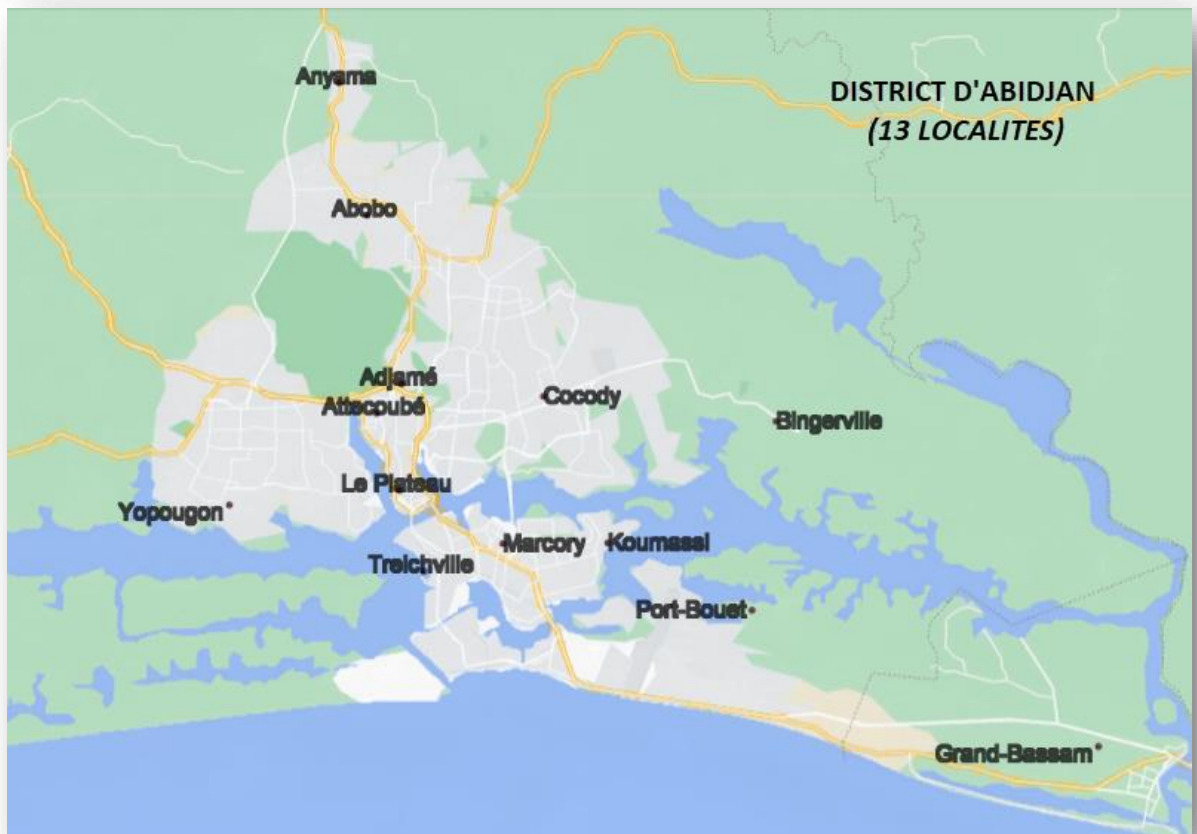 Anyama
DISTRICT D'ABIDJAN
(13 LOCALITES)
Abobo
Adjamé
Attecoubé
Cocody
Bingerville
Le Plateau
Yopougon
Marcory
Koumassi
Treichville
Port-Bouet
Grand-Bassam